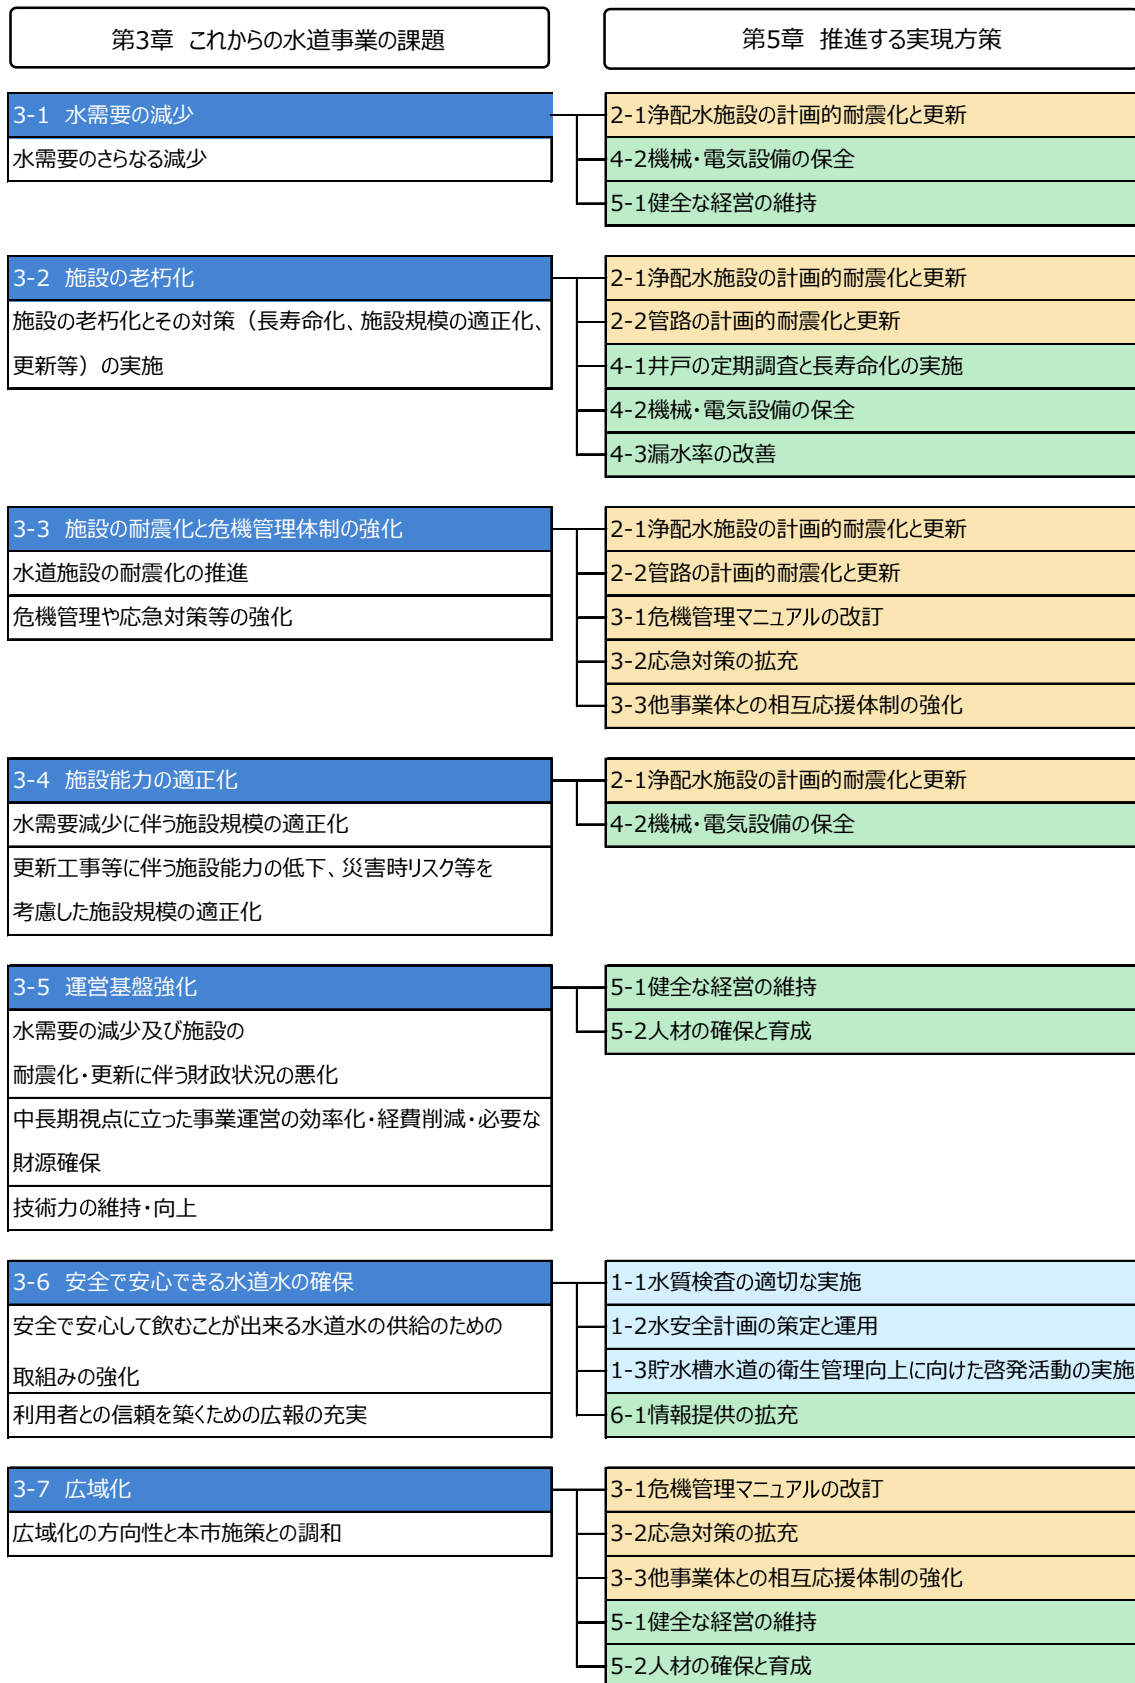 第3章 これからの水道事業の課題
第5章 推進する実現方策
3-1 水需要の減少
水需要のさらなる減少
2-1浄配水施設の計画的耐震化と更新
4-2機械・電気設備の保全
5-1健全な経営の維持
3-2 施設の老朽化
施設の老朽化とその対策（長寿命化、施設規模の適正化、
更新等）の実施
2-1浄配水施設の計画的耐震化と更新
2-2管路の計画的耐震化と更新
4-1井戸の定期調査と長寿命化の実施
4-2機械・電気設備の保全
4-3漏水率の改善
3-3 施設の耐震化と危機管理体制の強化
水道施設の耐震化の推進
危機管理や応急対策等の強化
2-1浄配水施設の計画的耐震化と更新
2-2管路の計画的耐震化と更新
3-1危機管理マニュアルの改訂
3-2応急対策の拡充
3-3他事業体との相互応援体制の強化
3-4 施設能力の適正化
水需要減少に伴う施設規模の適正化
更新工事等に伴う施設能力の低下、災害時リスク等を
考慮した施設規模の適正化
2-1浄配水施設の計画的耐震化と更新
4-2機械・電気設備の保全
3-5 運営基盤強化
水需要の減少及び施設の
耐震化・更新に伴う財政状況の悪化
中長期視点に立った事業運営の効率化・経費削減・必要な
財源確保
技術力の維持・向上
5-1健全な経営の維持
5-2人材の確保と育成
3-6 安全で安心できる水道水の確保
安全で安心して飲むことが出来る水道水の供給のための
取組みの強化
利用者との信頼を築くための広報の充実
1-1水質検査の適切な実施
1-2水安全計画の策定と運用
1-3貯水槽水道の衛生管理向上に向けた啓発活動の実施
6-1情報提供の拡充
3-7 広域化
広域化の方向性と本市施策との調和
3-1危機管理マニュアルの改訂
3-2応急対策の拡充
3-3他事業体との相互応援体制の強化
5-1健全な経営の維持
5-2人材の確保と育成